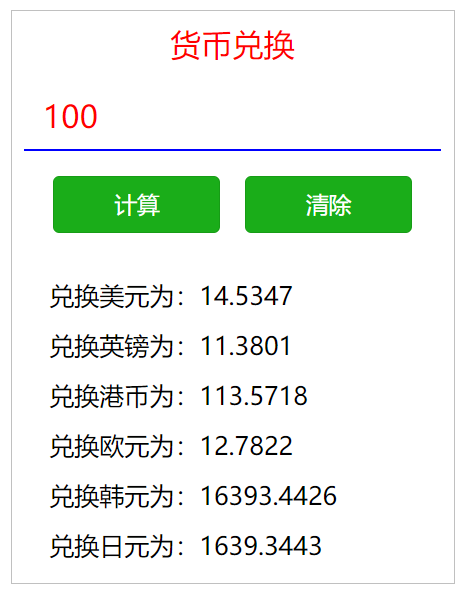 货币兑换
100
计算 清除
兑换美元为：14.5347
兑换英镑为：11.3801
兑换港币为：113.5718
兑换欧元为：12.7822
兑换韩元为：16393.4426
兑换日元为：1639.3443